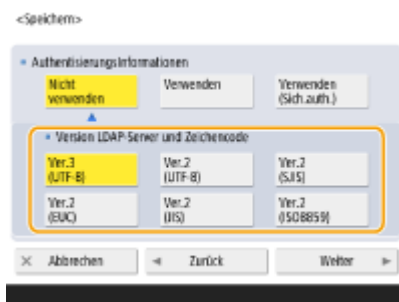 <Speichern>
Authentisierungsinformationen
Nicht verwenden
Verwenden
Verwenden (Sich.auth.)
Version LDAP-Server und Zeichencode
Ver.3 (UTF-8)
Ver.2 (UTF-8)
Ver.2 (SJIS)
Ver.2 (EUC)
Ver.2 (JIS)
Ver.2 (ISO8859)
Abbrechen
Zurück
Weiter